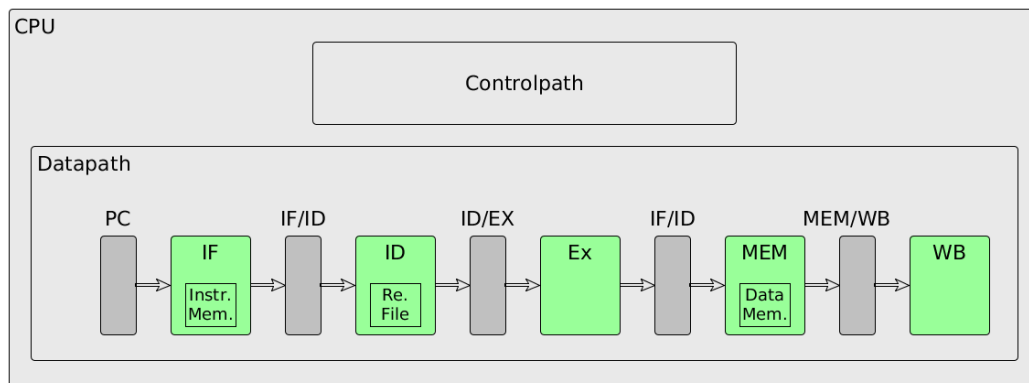 CPU
Controlpath
Datapath
PC
IF/ID
ID/EX
IF/ID
MEM/WB
IF
ID
Ex
MEM
WB
Instr.
Mem.
Re.
File
Data
Mem.